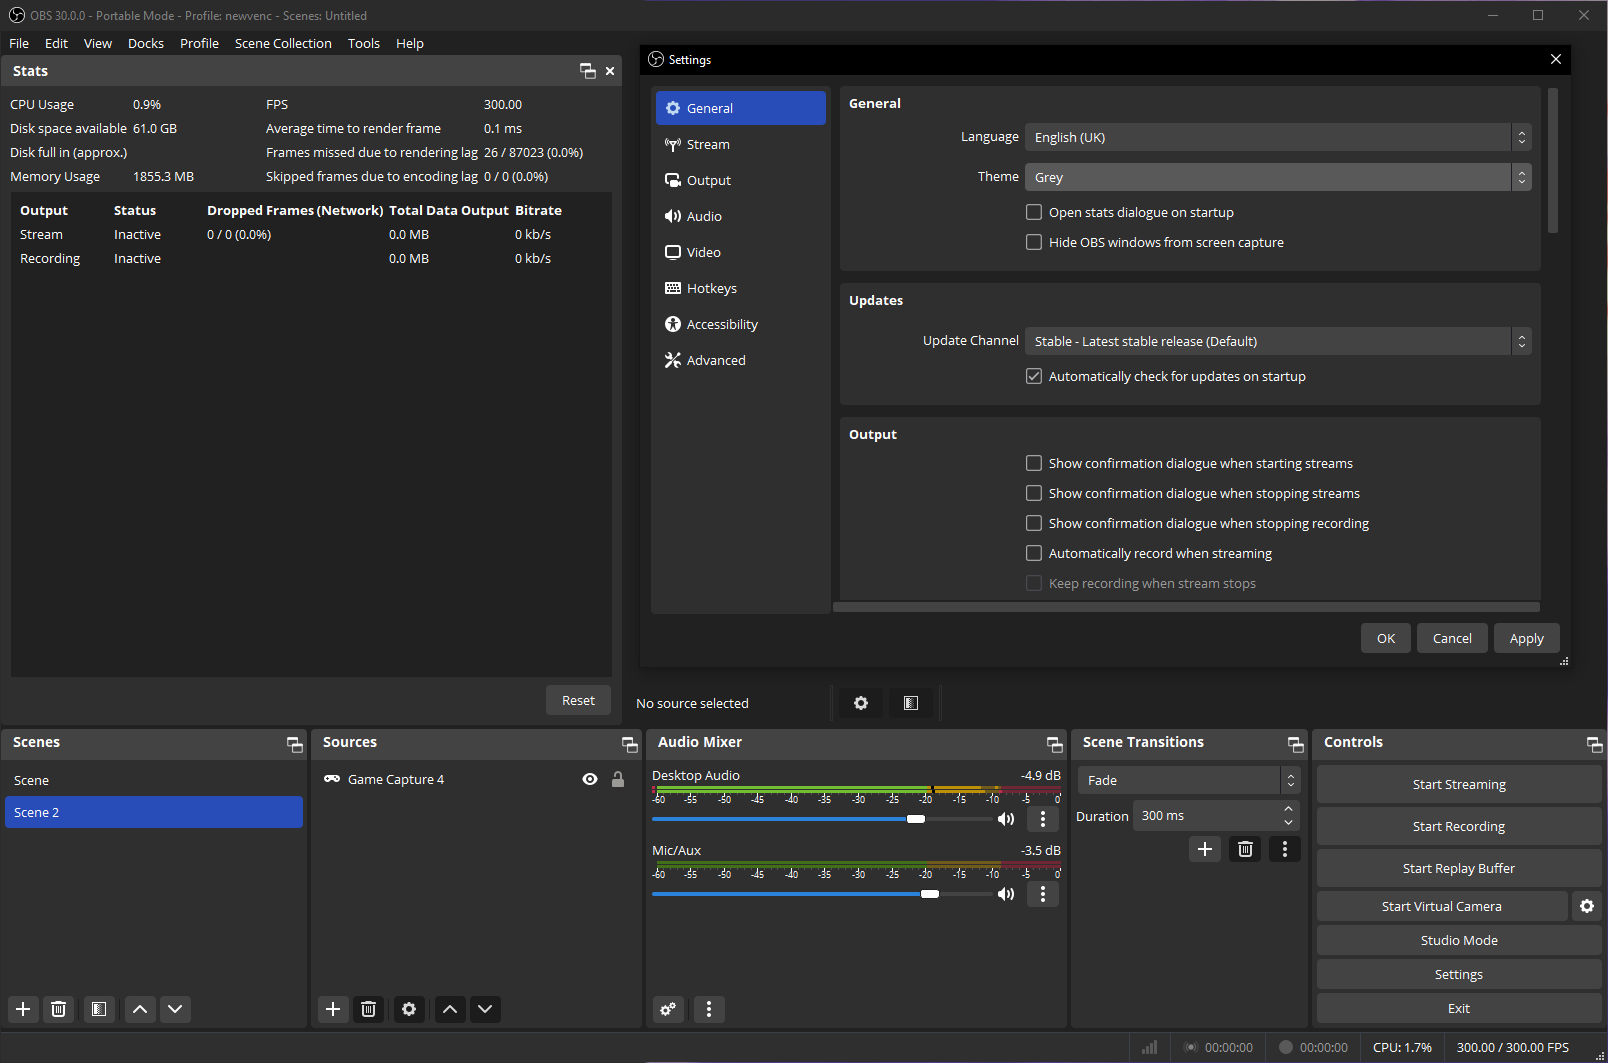 OBS 30.0.0 - Portable Mode - Profile: newvenc - Scenes: Untitled
File Edit View Docks Profile Scene Collection Tools Help
Stats
CPU Usage 0.9% FPS 300.00
Disk space available 61.0 GB Average time to render frame 0.1 ms
Disk full in (approx.) Frames missed due to rendering lag 26 / 87023 (0.0%)
Memory Usage 1855.3 MB Skipped frames due to encoding lag 0 / 0 (0.0%)
Output Status Dropped Frames (Network) Total Data Output Bitrate
Stream Inactive 0 / 0 (0.0%) 0.0 MB 0 kb/s
Recording Inactive 0.0 MB 0 kb/s
Reset
Settings
General
Stream
Output
Audio
Video
Hotkeys
Accessibility
Advanced
General
Language English (UK)
Theme Grey
Open stats dialogue on startup
Hide OBS windows from screen capture
Updates
Update Channel Stable - Latest stable release (Default)
Automatically check for updates on startup
Output
Show confirmation dialogue when starting streams
Show confirmation dialogue when stopping streams
Show confirmation dialogue when stopping recording
Automatically record when streaming
Keep recording when stream stops
OK Cancel Apply
No source selected
Scenes
Scene
Scene 2
Sources
Game Capture 4
Audio Mixer
Desktop Audio -4.9 dB
-60 -55 -50 -45 -40 -35 -30 -25 -20 -15 -10 -5 0
Mic/Aux -3.5 dB
-60 -55 -50 -45 -40 -35 -30 -25 -20 -15 -10 -5 0
Scene Transitions
Fade
Duration 300 ms
Controls
Start Streaming
Start Recording
Start Replay Buffer
Start Virtual Camera
Studio Mode
Settings
Exit
00:00:00 00:00:00 CPU: 1.7% 300.00 / 300.00 FPS